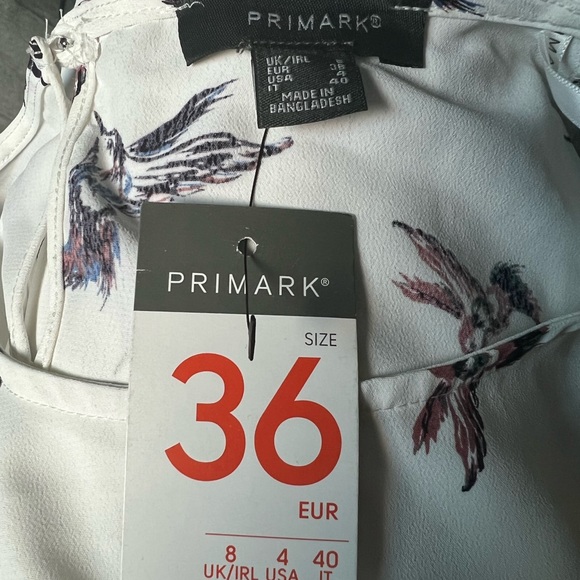 PRIMARK®
UK/IRL 8
EUR 36
USA 4
IT 40
MADE IN
BANGLADESH
PRIMARK®
SIZE
36
EUR
8 4 40
UK/IRL USA IT